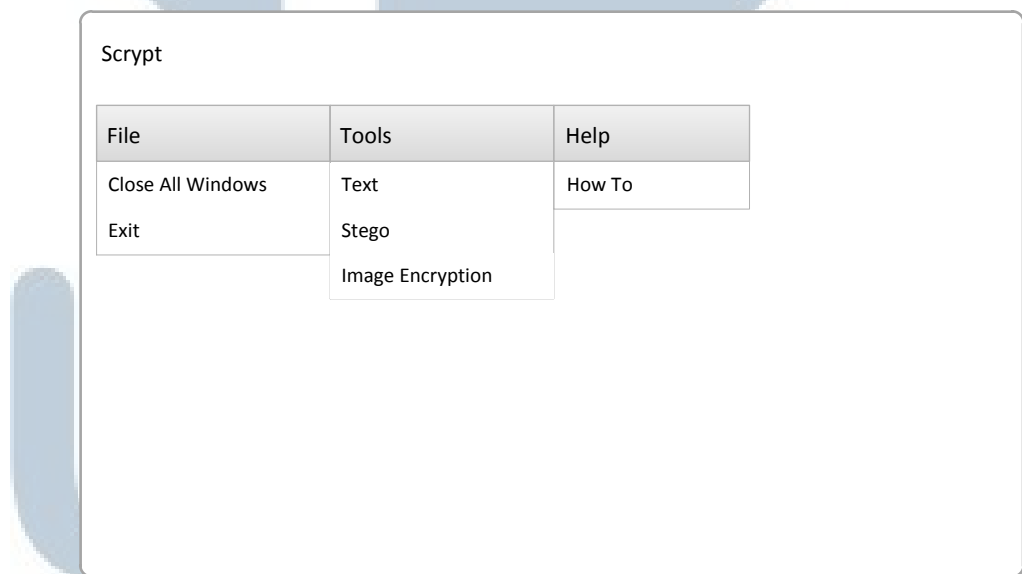 Scrypt
File Tools Help
Close All Windows Text How To
Exit Stego
Image Encryption